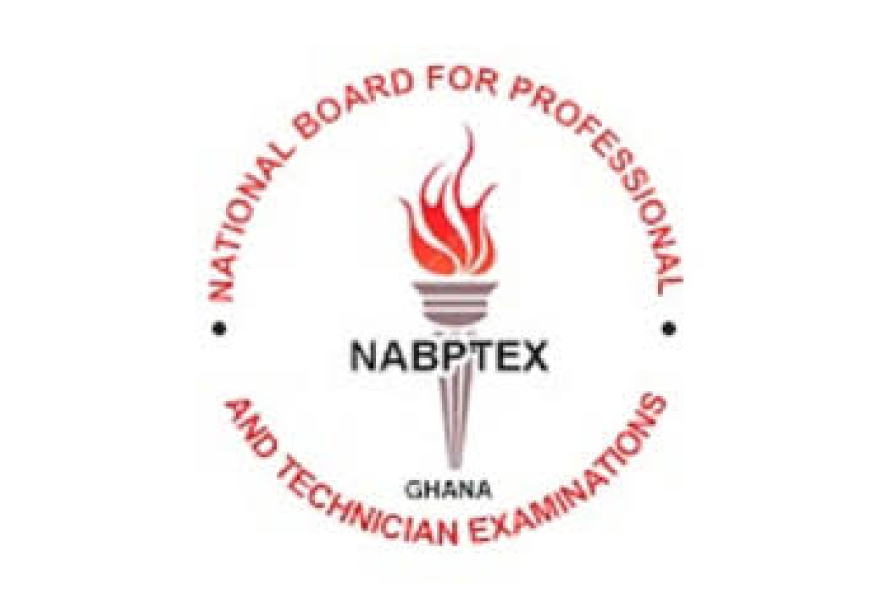 NATIONAL BOARD FOR PROFESSIONAL
NABPTEX
GHANA
AND TECHNICIAN EXAMINATIONS